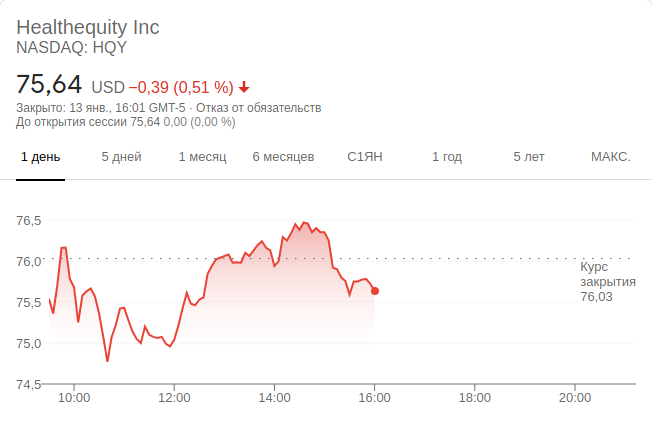 Healthequity Inc
NASDAQ: HQY
75,64 USD −0,39 (0,51 %)
Закрыто: 13 янв., 16:01 GMT-5 · Отказ от обязательств
До открытия сессии 75,64 0,00 (0,00 %)
1 день 5 дней 1 месяц 6 месяцев С1ЯН 1 год 5 лет МАКС.
76,5
76,0
75,5
75,0
74,5
Курс
закрытия
76,03
10:00 12:00 14:00 16:00 18:00 20:00